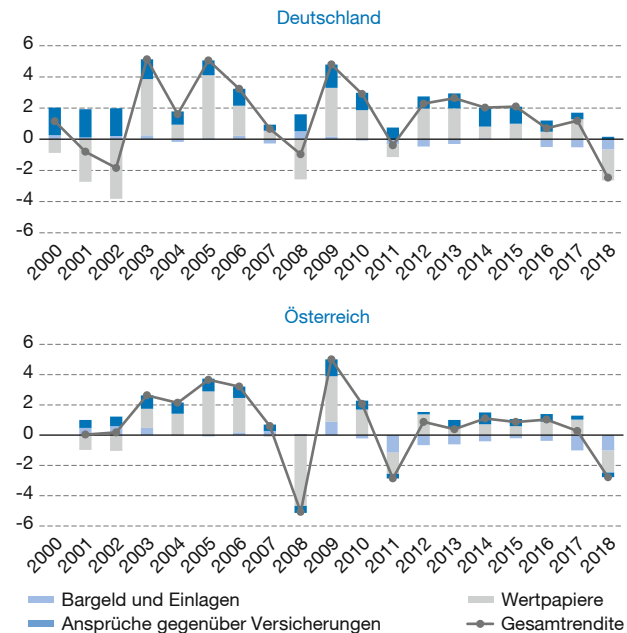 Deutschland
6
4
2
0
-2
-4
-6
2000 2001 2002 2003 2004 2005 2006 2007 2008 2009 2010 2011 2012 2013 2014 2015 2016 2017 2018
Österreich
6
4
2
0
-2
-4
-6
2000 2001 2002 2003 2004 2005 2006 2007 2008 2009 2010 2011 2012 2013 2014 2015 2016 2017 2018
Bargeld und Einlagen Wertpapiere
Ansprüche gegenüber Versicherungen Gesamtrendite